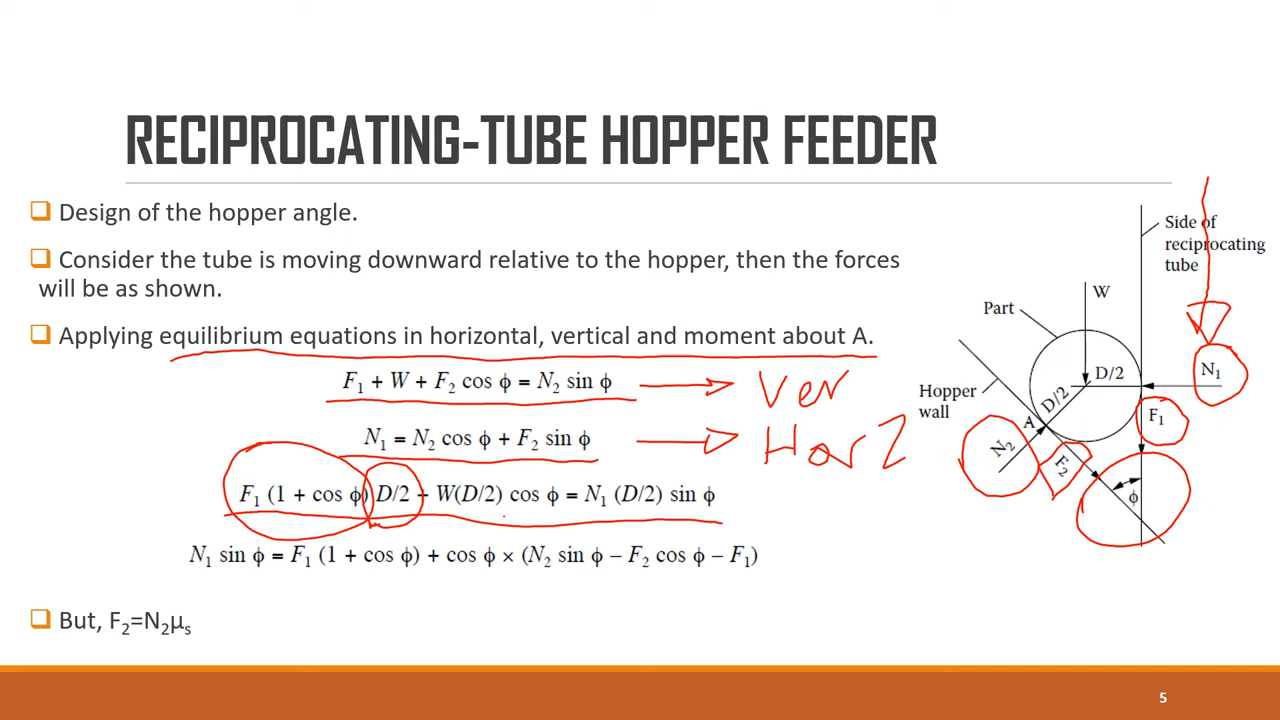 RECIPROCATING-TUBE HOPPER FEEDER
Design of the hopper angle.
Consider the tube is moving downward relative to the hopper, then the forces
will be as shown.
Applying equilibrium equations in horizontal, vertical and moment about A.
F₁ + W + F₂ cos ϕ = N₂ sin ϕ
Ver
N₁ = N₂ cos ϕ + F₂ sin ϕ
HorZ
F₁ (1 + cos ϕ) D/2 + W(D/2) cos ϕ = N₁ (D/2) sin ϕ
N₁ sin ϕ = F₁ (1 + cos ϕ) + cos ϕ × (N₂ sin ϕ − F₂ cos ϕ − F₁)
But, F₂=N₂μₛ
Side of
reciprocating
tube
W
Part
D/2
N₁
Hopper
wall
D/2
A
F₁
N₂
F₂
ϕ
5